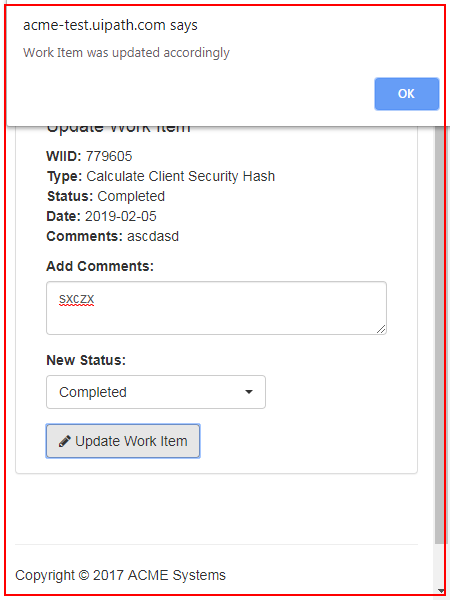 acme-test.uipath.com says
Work Item was updated accordingly
OK
Update Work Item
WIID: 779605
Type: Calculate Client Security Hash
Status: Completed
Date: 2019-02-05
Comments: ascdasd
Add Comments:
sxczx
New Status:
Completed
Update Work Item
Copyright © 2017 ACME Systems